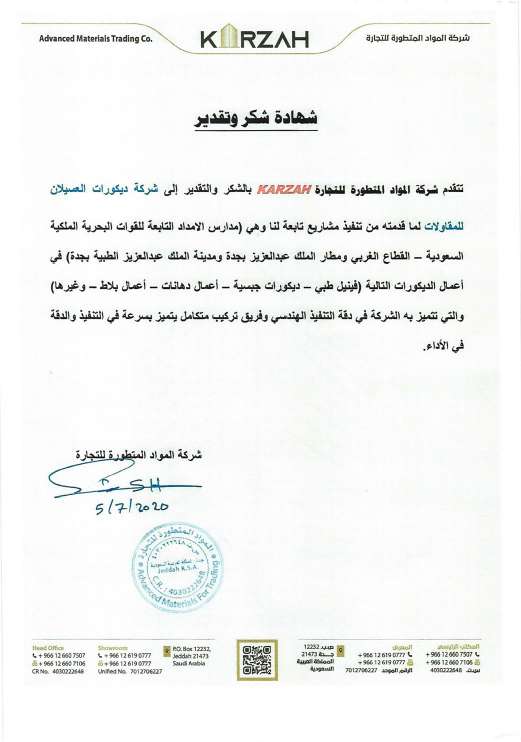 Advanced Materials Trading Co.
KARZAH
شركة المواد المتطورة للتجارة
شهادة شكر وتقدير
تتقدم شركة المواد المتطورة للتجارة KARZAH بالشكر والتقدير إلى شركة ديكورات العسيلان
للمقاولات لما قدمته من تنفيذ مشاريع تابعة لنا وهي (مدارس الامداد التابعة للقوات البحرية الملكية
السعودية – القطاع الغربي ومطار الملك عبدالعزيز بجدة ومدينة الملك عبدالعزيز الطبية بجدة) في
أعمال الديكورات التالية (فينيل طبي – ديكورات جبسية – أعمال دهانات – أعمال بلاط – وغيرها)
والتي تتميز به الشركة في دقة التنفيذ الهندسي وفريق تركيب متكامل يتميز بسرعة في التنفيذ والدقة
في الأداء.
شركة المواد المتطورة للتجارة
5/7/2020
المواد المتطورة للتجارة
Jeddah K.S.A.
C.R. : 4030222648
Advanced Materials For Trading
Head Office
+ 966 12 660 7507
+ 966 12 660 7106
CR No. 4030222648
Showroom
+ 966 12 619 0777
+ 966 12 619 0777
Unified No. 7012706227
P.O. Box 12252,
Jeddah 21473
Saudi Arabia
ص.ب. 12252
جـــدة 21473
المملكة العربية
السعودية
المعرض
+ 966 12 619 0777
+ 966 12 619 0777
الرقم الموحد 7012706227
المكتب الرئيسي
+ 966 12 660 7507
+ 966 12 660 7106
س.ت. 4030222648